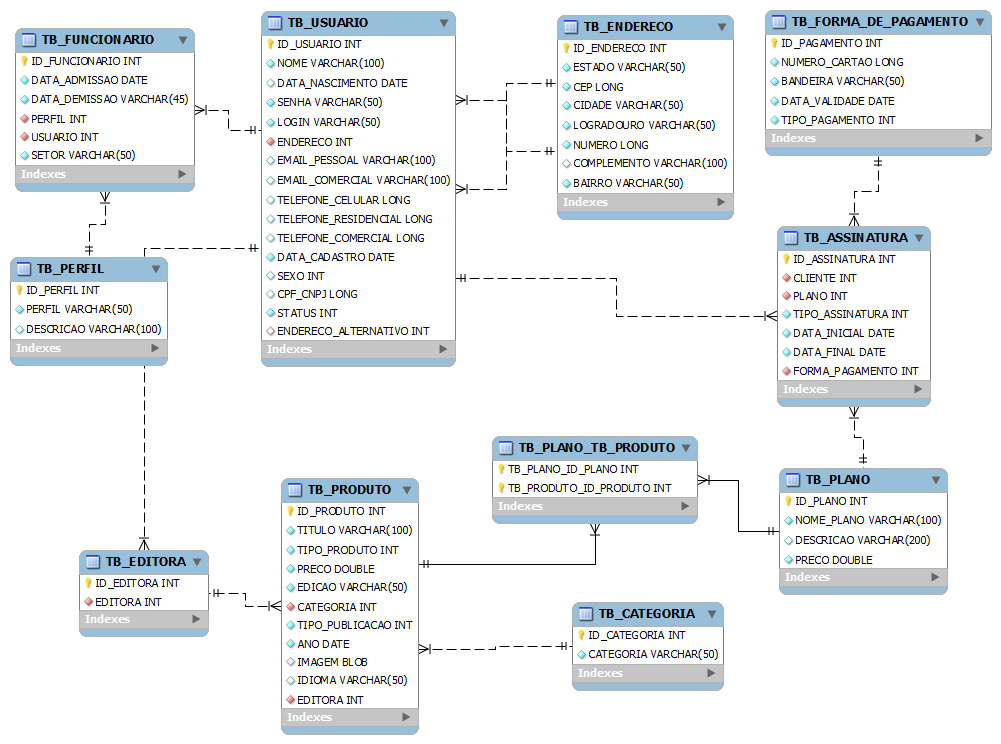 TB_FUNCIONARIO
ID_FUNCIONARIO INT
DATA_ADMISSAO DATE
DATA_DEMISSAO VARCHAR(45)
PERFIL INT
USUARIO INT
SETOR VARCHAR(50)
Indexes
TB_USUARIO
ID_USUARIO INT
NOME VARCHAR(100)
DATA_NASCIMENTO DATE
SENHA VARCHAR(50)
LOGIN VARCHAR(50)
ENDERECO INT
EMAIL_PESSOAL VARCHAR(100)
EMAIL_COMERCIAL VARCHAR(100)
TELEFONE_CELULAR LONG
TELEFONE_RESIDENCIAL LONG
TELEFONE_COMERCIAL LONG
DATA_CADASTRO DATE
SEXO INT
CPF_CNPJ LONG
STATUS INT
ENDERECO_ALTERNATIVO INT
Indexes
TB_ENDERECO
ID_ENDERECO INT
ESTADO VARCHAR(50)
CEP LONG
CIDADE VARCHAR(50)
LOGRADOURO VARCHAR(50)
NUMERO LONG
COMPLEMENTO VARCHAR(100)
BAIRRO VARCHAR(50)
Indexes
TB_FORMA_DE_PAGAMENTO
ID_PAGAMENTO INT
NUMERO_CARTAO LONG
BANDEIRA VARCHAR(50)
DATA_VALIDADE DATE
TIPO_PAGAMENTO INT
Indexes
TB_PERFIL
ID_PERFIL INT
PERFIL VARCHAR(50)
DESCRICAO VARCHAR(100)
Indexes
TB_ASSINATURA
ID_ASSINATURA INT
CLIENTE INT
PLANO INT
TIPO_ASSINATURA INT
DATA_INICIAL DATE
DATA_FINAL DATE
FORMA_PAGAMENTO INT
Indexes
TB_PLANO_TB_PRODUTO
TB_PLANO_ID_PLANO INT
TB_PRODUTO_ID_PRODUTO INT
Indexes
TB_PLANO
ID_PLANO INT
NOME_PLANO VARCHAR(100)
DESCRICAO VARCHAR(200)
PRECO DOUBLE
Indexes
TB_PRODUTO
ID_PRODUTO INT
TITULO VARCHAR(100)
TIPO_PRODUTO INT
PRECO DOUBLE
EDICAO VARCHAR(50)
CATEGORIA INT
TIPO_PUBLICACAO INT
ANO DATE
IMAGEM BLOB
IDIOMA VARCHAR(50)
EDITORA INT
Indexes
TB_EDITORA
ID_EDITORA INT
EDITORA INT
Indexes
TB_CATEGORIA
ID_CATEGORIA INT
CATEGORIA VARCHAR(50)
Indexes